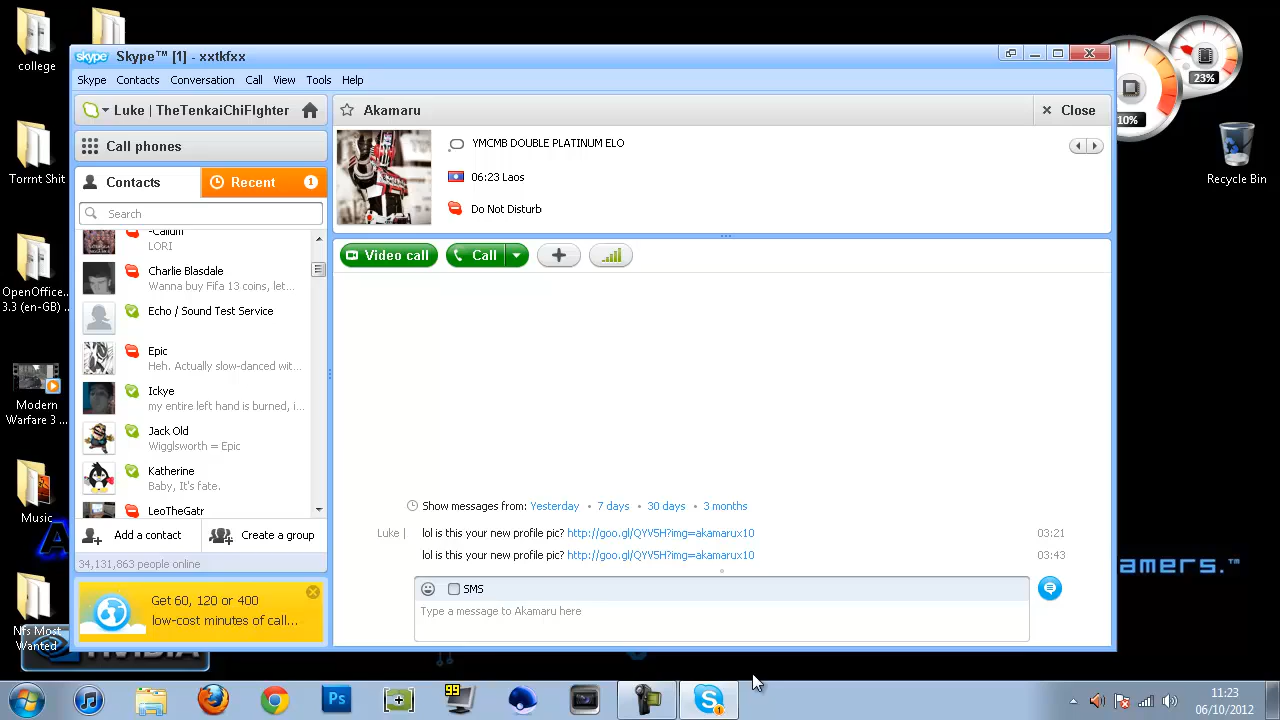 college
Torrnt Shit
OpenOffice...
3.3 (en-GB) ...
Modern
Warfare 3 ...
Music
Nfs Most
Wanted
skype Skype™ [1] - xxtkfxx
Skype Contacts Conversation Call View Tools Help
Luke | TheTenkaiChiFIghter
Call phones
Contacts
Recent 1
Search
-Callum
LORI
Charlie Blasdale
Wanna buy Fifa 13 coins, let...
Echo / Sound Test Service
Epic
Heh. Actually slow-danced wit...
Ickye
my entire left hand is burned, i...
Jack Old
Wigglsworth = Epic
Katherine
Baby, It's fate.
LeoTheGatr
Add a contact
Create a group
34,131,863 people online
Get 60, 120 or 400
low-cost minutes of call...
Akamaru
Close
YMCMB DOUBLE PLATINUM ELO
06:23 Laos
Do Not Disturb
Video call
Call
Show messages from: Yesterday • 7 days • 30 days • 3 months
Luke | lol is this your new profile pic? http://goo.gl/QYV5H?img=akamarux10 03:21
lol is this your new profile pic? http://goo.gl/QYV5H?img=akamarux10 03:43
SMS
Type a message to Akamaru here
23%
10%
Recycle Bin
A
amers.™
NVIDIA
Ps
99
11:23
06/10/2012